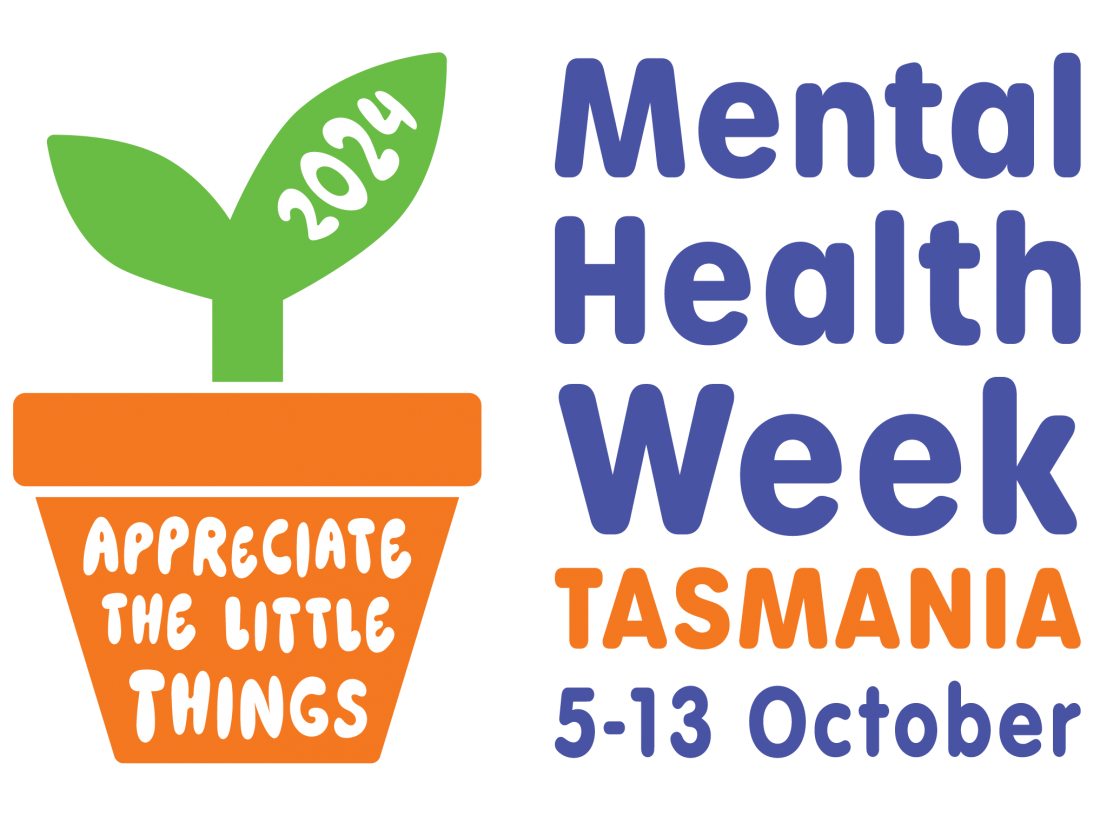 2024
APPRECIATE
THE LITTLE
THINGS
Mental
Health
Week
TASMANIA
5-13 October